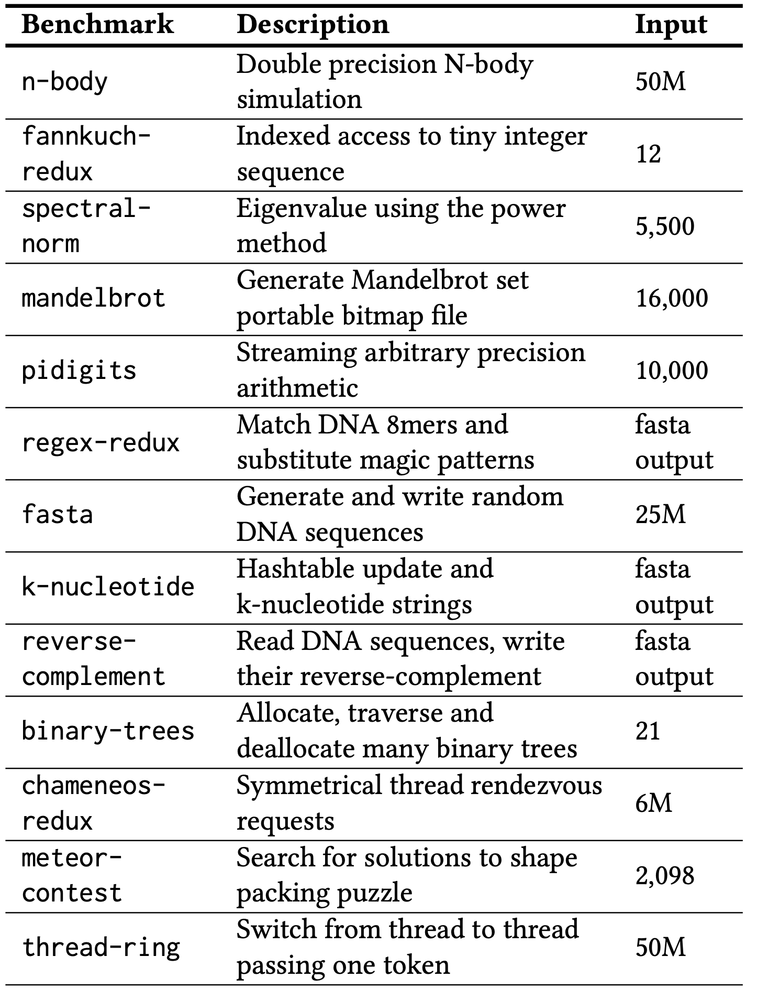 Benchmark Description Input
n-body Double precision N-body simulation 50M
fannkuch-redux Indexed access to tiny integer sequence 12
spectral-norm Eigenvalue using the power method 5,500
mandelbrot Generate Mandelbrot set portable bitmap file 16,000
pidigits Streaming arbitrary precision arithmetic 10,000
regex-redux Match DNA 8mers and substitute magic patterns fasta output
fasta Generate and write random DNA sequences 25M
k-nucleotide Hashtable update and k-nucleotide strings fasta output
reverse-complement Read DNA sequences, write their reverse-complement fasta output
binary-trees Allocate, traverse and deallocate many binary trees 21
chameneos-redux Symmetrical thread rendezvous requests 6M
meteor-contest Search for solutions to shape packing puzzle 2,098
thread-ring Switch from thread to thread passing one token 50M